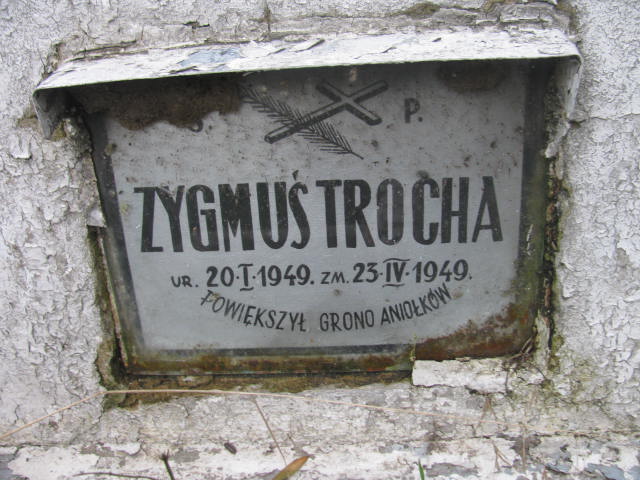 Ś. P.
ZYGMUŚ TROCHA
UR. 20·I·1949. ZM. 23·IV·1949.
POWIĘKSZYŁ GRONO ANIOŁKÓW